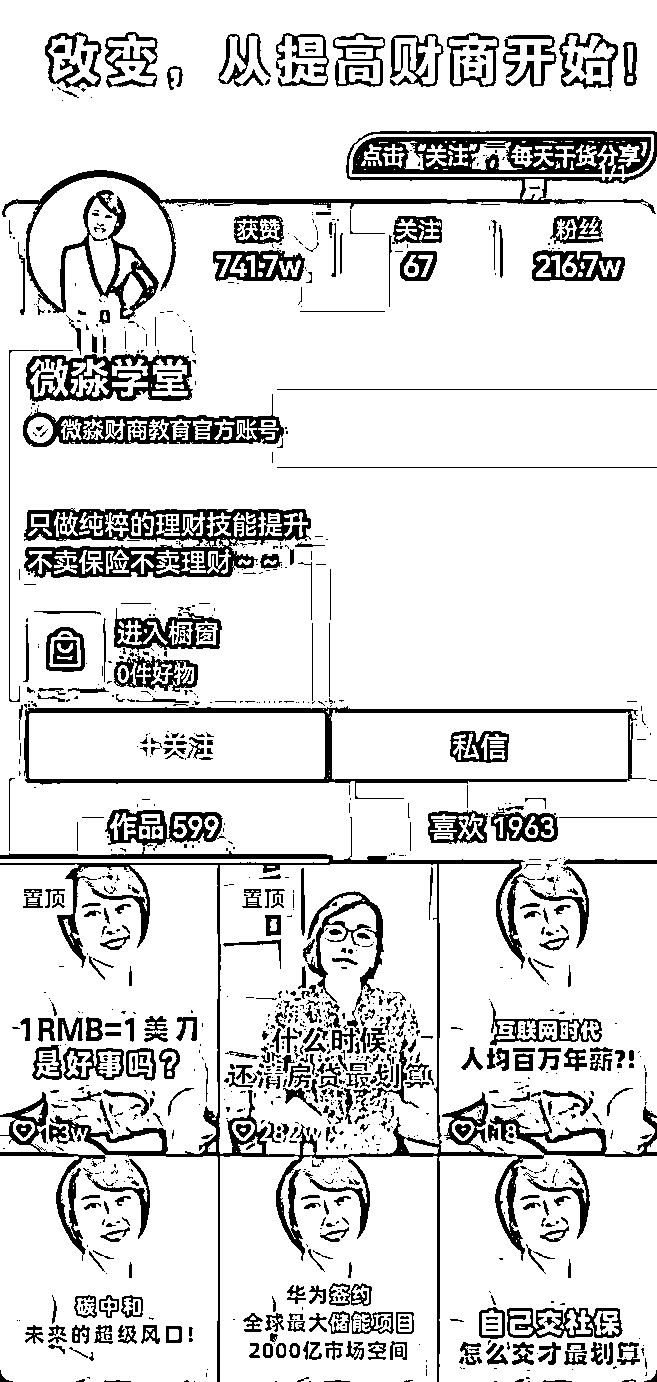 改变，从提高财商开始！
点击“关注” 每天干货分享
获赞 关注 粉丝
741.7w 67 216.7w
微淼学堂
微淼财商教育官方账号
只做纯粹的理财技能提升
不卖保险不卖理财~ ~
进入橱窗
0件好物
+关注 私信
作品 599 喜欢 1963
置顶
1RMB=1美刀
是好事吗？
1.3w
置顶
什么时候
还清房贷最划算
28.2w
互联网时代
人均百万年薪?!
118
碳中和
未来的超级风口!
华为签约
全球最大储能项目
2000亿市场空间
自己交社保
怎么交才最划算